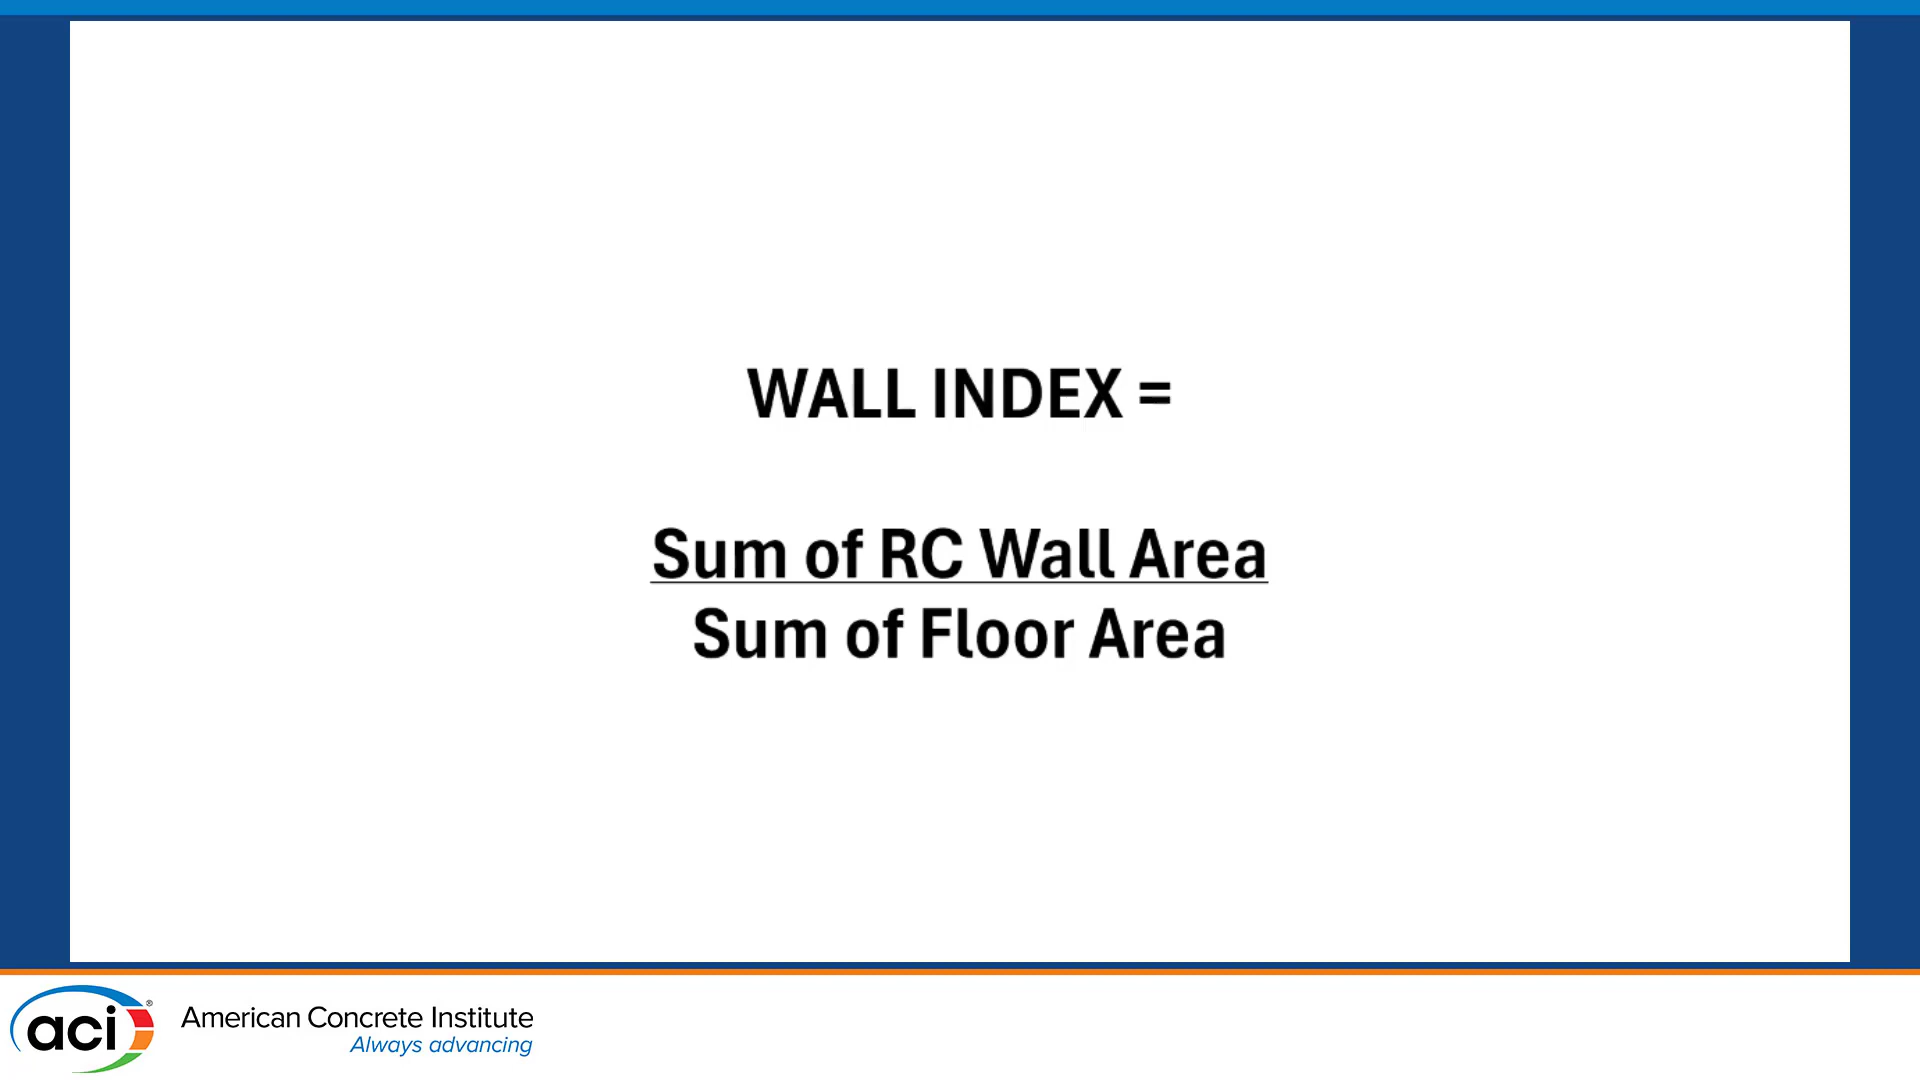 WALL INDEX =
Sum of RC Wall Area
Sum of Floor Area
aci®
American Concrete Institute
Always advancing